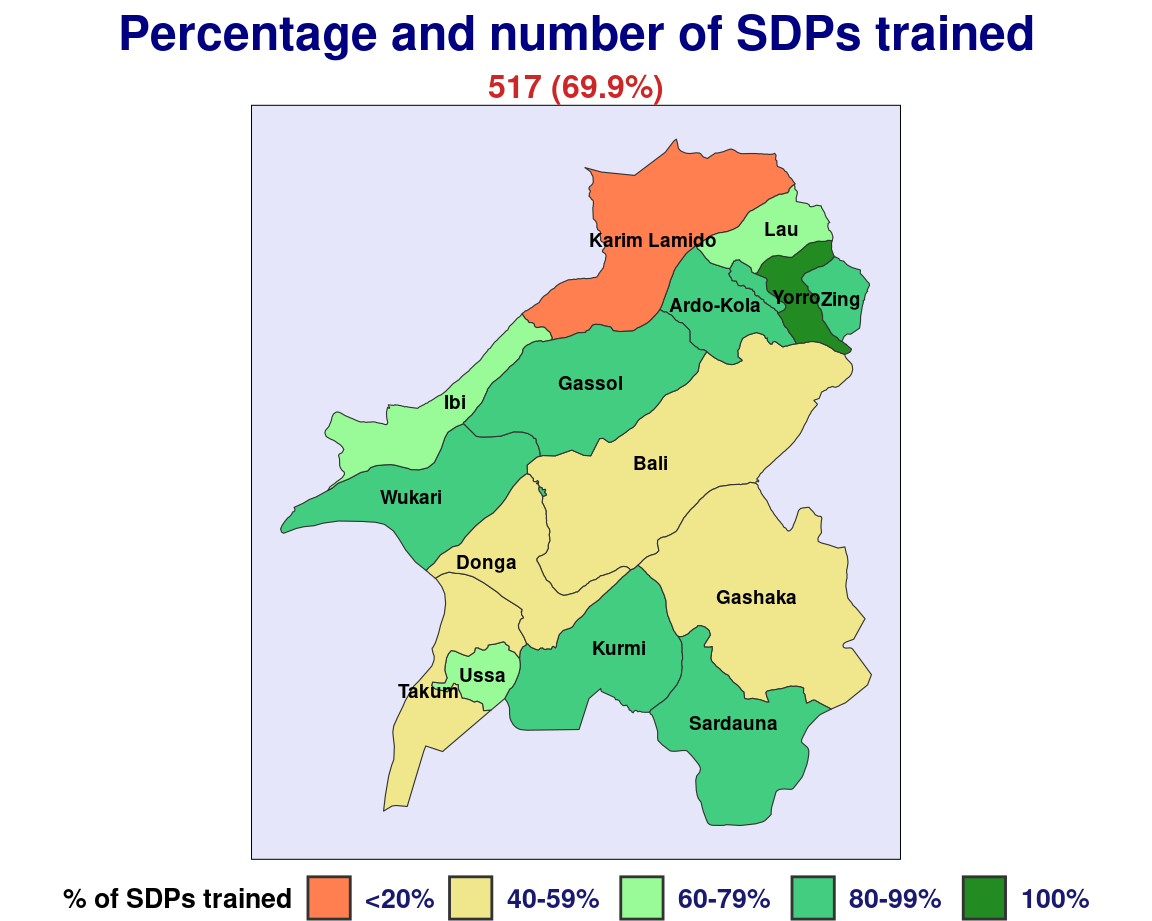 Percentage and number of SDPs trained
517 (69.9%)
Karim Lamido
Lau
Yorro
Zing
Ardo-Kola
Gassol
Ibi
Bali
Wukari
Donga
Gashaka
Kurmi
Ussa
Takum
Sardauna
% of SDPs trained <20% 40-59% 60-79% 80-99% 100%